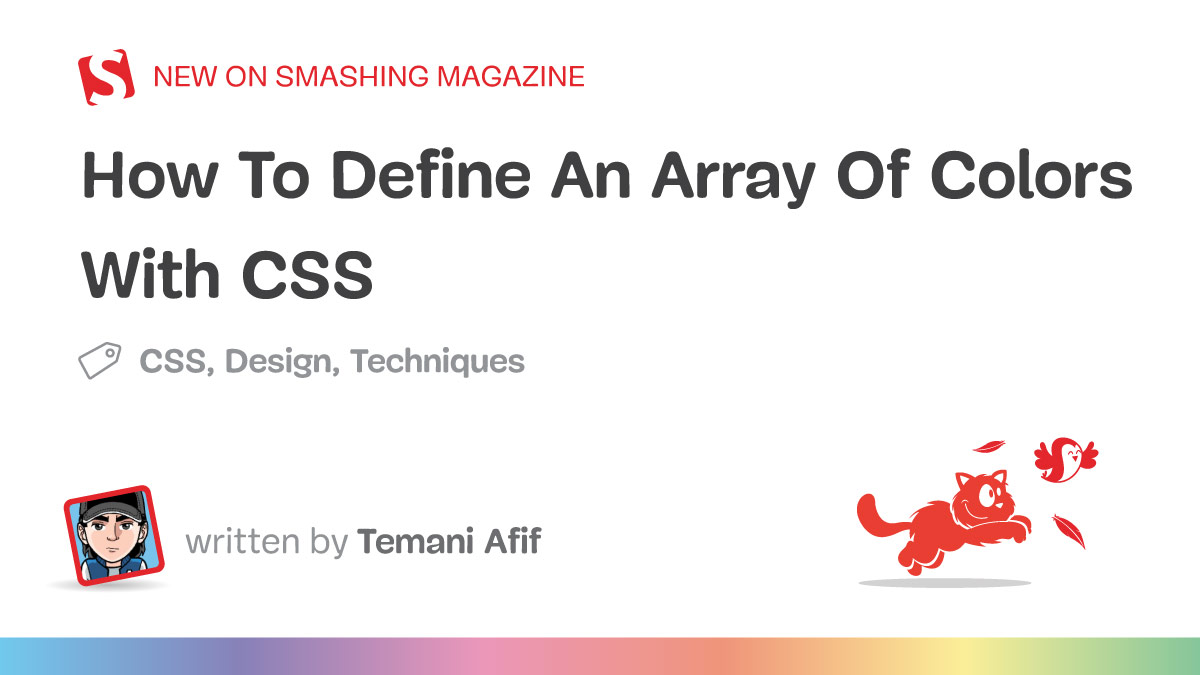 NEW ON SMASHING MAGAZINE
How To Define An Array Of Colors
With CSS
CSS, Design, Techniques
written by Temani Afif